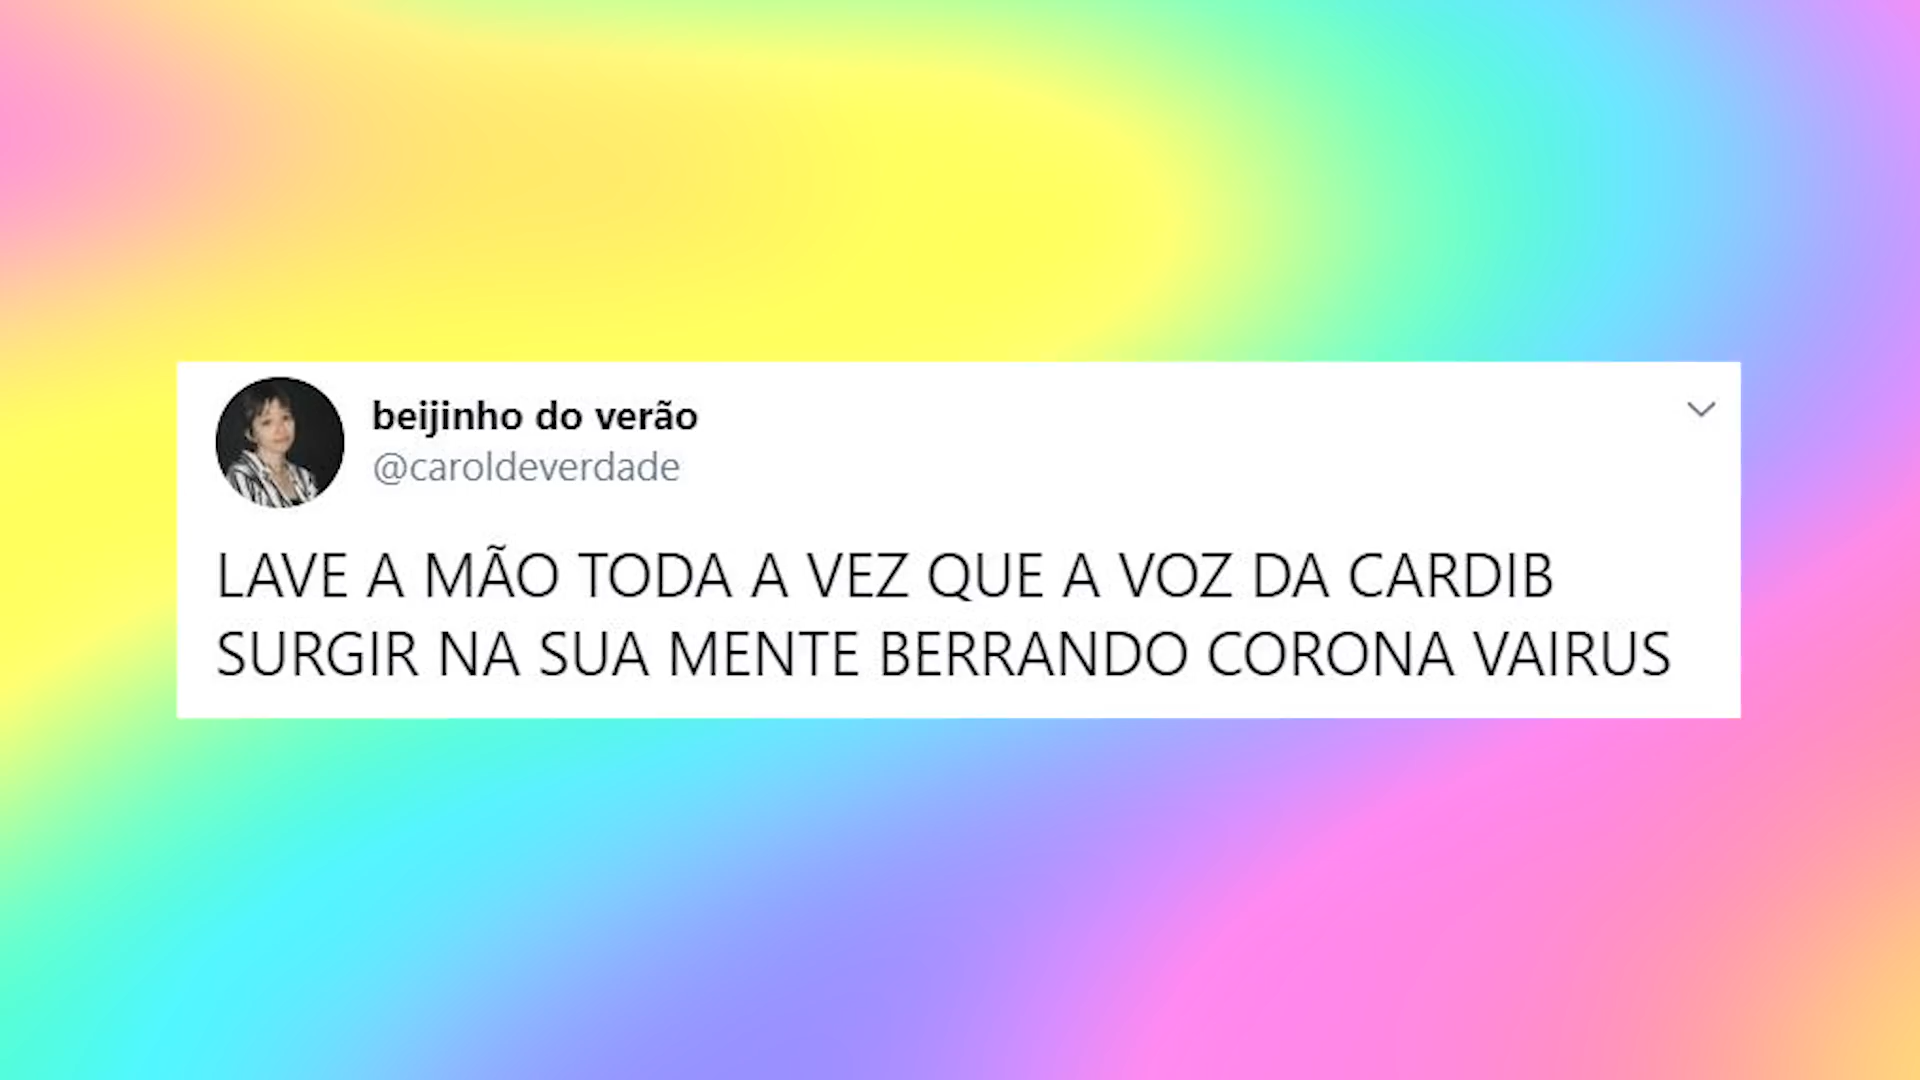 beijinho do verão
@caroldeverdade
LAVE A MÃO TODA A VEZ QUE A VOZ DA CARDIB
SURGIR NA SUA MENTE BERRANDO CORONA VAIRUS